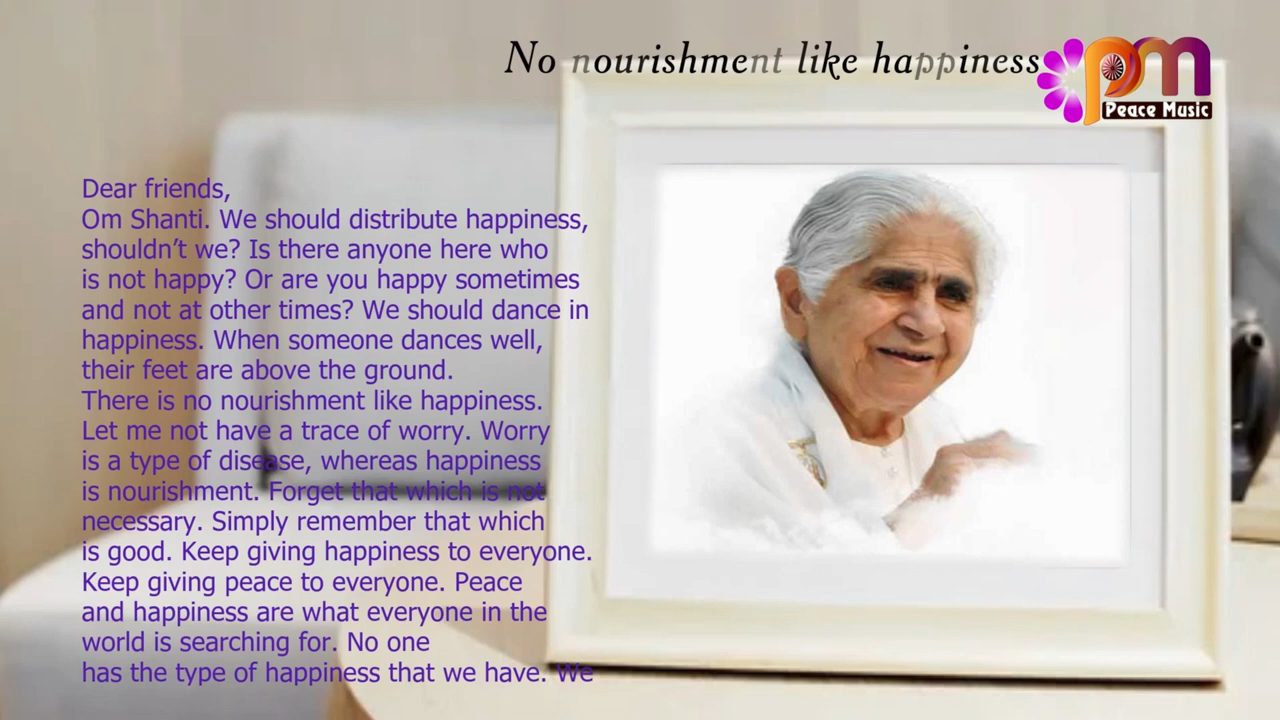 No nourishment like happiness
pm
Peace Music
Dear friends,
Om Shanti. We should distribute happiness,
shouldn’t we? Is there anyone here who
is not happy? Or are you happy sometimes
and not at other times? We should dance in
happiness. When someone dances well,
their feet are above the ground.
There is no nourishment like happiness.
Let me not have a trace of worry. Worry
is a type of disease, whereas happiness
is nourishment. Forget that which is not
necessary. Simply remember that which
is good. Keep giving happiness to everyone.
Keep giving peace to everyone. Peace
and happiness are what everyone in the
world is searching for. No one
has the type of happiness that we have. We